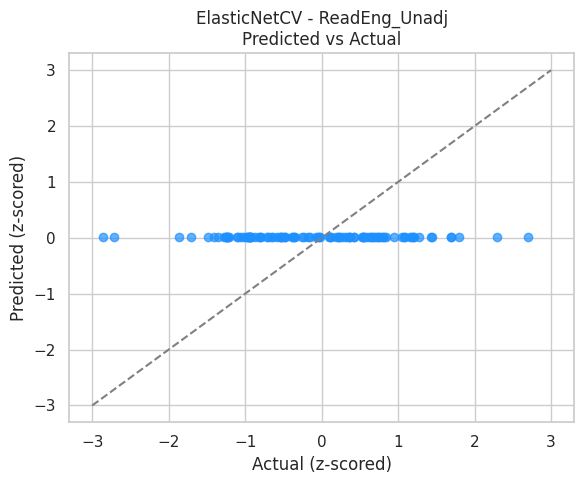 ElasticNetCV - ReadEng_Unadj
Predicted vs Actual
3
2
1
0
−1
−2
−3
Predicted (z-scored)
−3 −2 −1 0 1 2 3
Actual (z-scored)